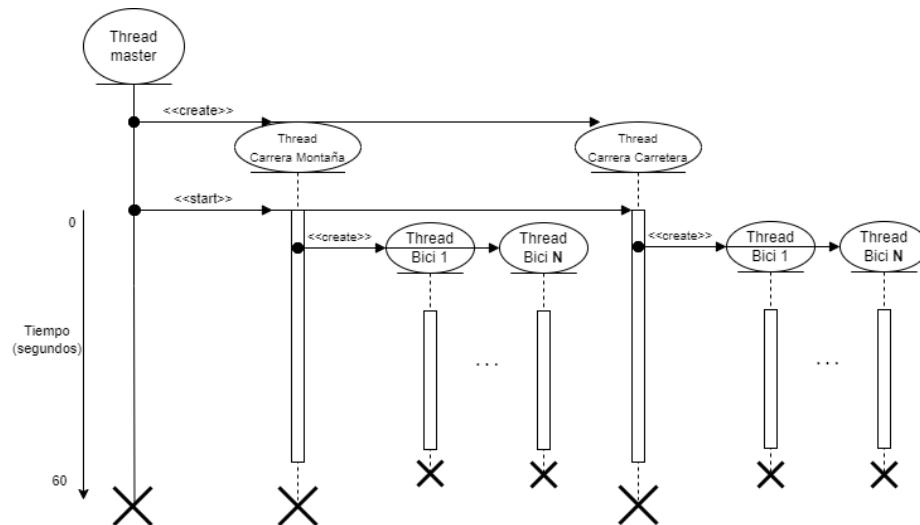 Thread
master
<<create>>
Thread
Carrera Montaña
Thread
Carrera Carretera
<<start>>
0
<<create>>
Thread
Bici 1
Thread
Bici N
<<create>>
Thread
Bici 1
Thread
Bici N
Tiempo
(segundos)
...
...
60